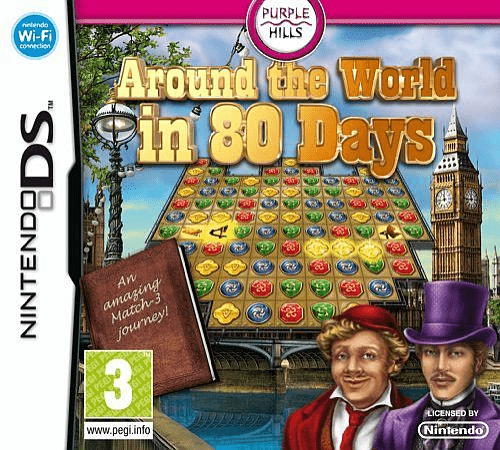 Nintendo
Wi-Fi
connection
PURPLE
HILLS
NINTENDO DS™
Around the World
in 80 Days
An
amazing
Match-3
journey!
3
www.pegi.info
LICENSED BY
Nintendo